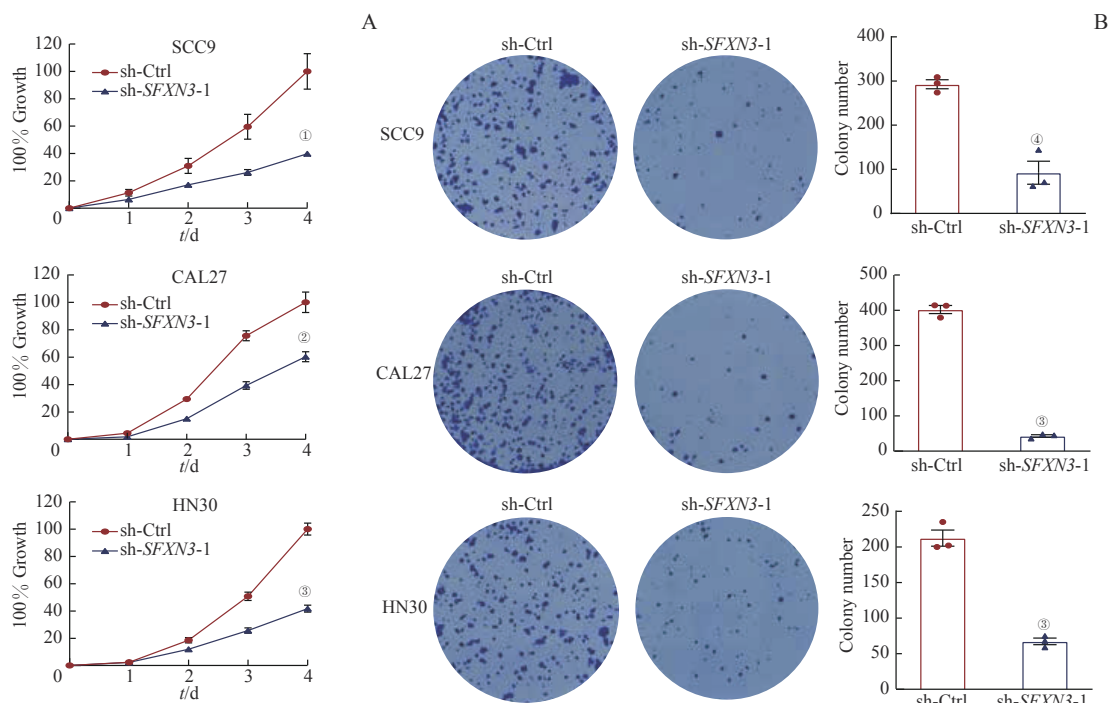 A
B
SCC9
sh-Ctrl
sh-SFXN3-1
100% Growth
120
100
80
60
40
20
0
1
2
3
4
t/d
①
CAL27
sh-Ctrl
sh-SFXN3-1
100% Growth
120
100
80
60
40
20
0
1
2
3
4
t/d
②
HN30
sh-Ctrl
sh-SFXN3-1
100% Growth
120
100
80
60
40
20
0
1
2
3
4
t/d
③
sh-Ctrl
sh-SFXN3-1
SCC9
sh-Ctrl
sh-SFXN3-1
CAL27
sh-Ctrl
sh-SFXN3-1
HN30
Colony number
400
300
200
100
0
④
sh-Ctrl
sh-SFXN3-1
Colony number
500
400
300
200
100
0
③
sh-Ctrl
sh-SFXN3-1
Colony number
250
200
150
100
50
0
③
sh-Ctrl
sh-SFXN3-1